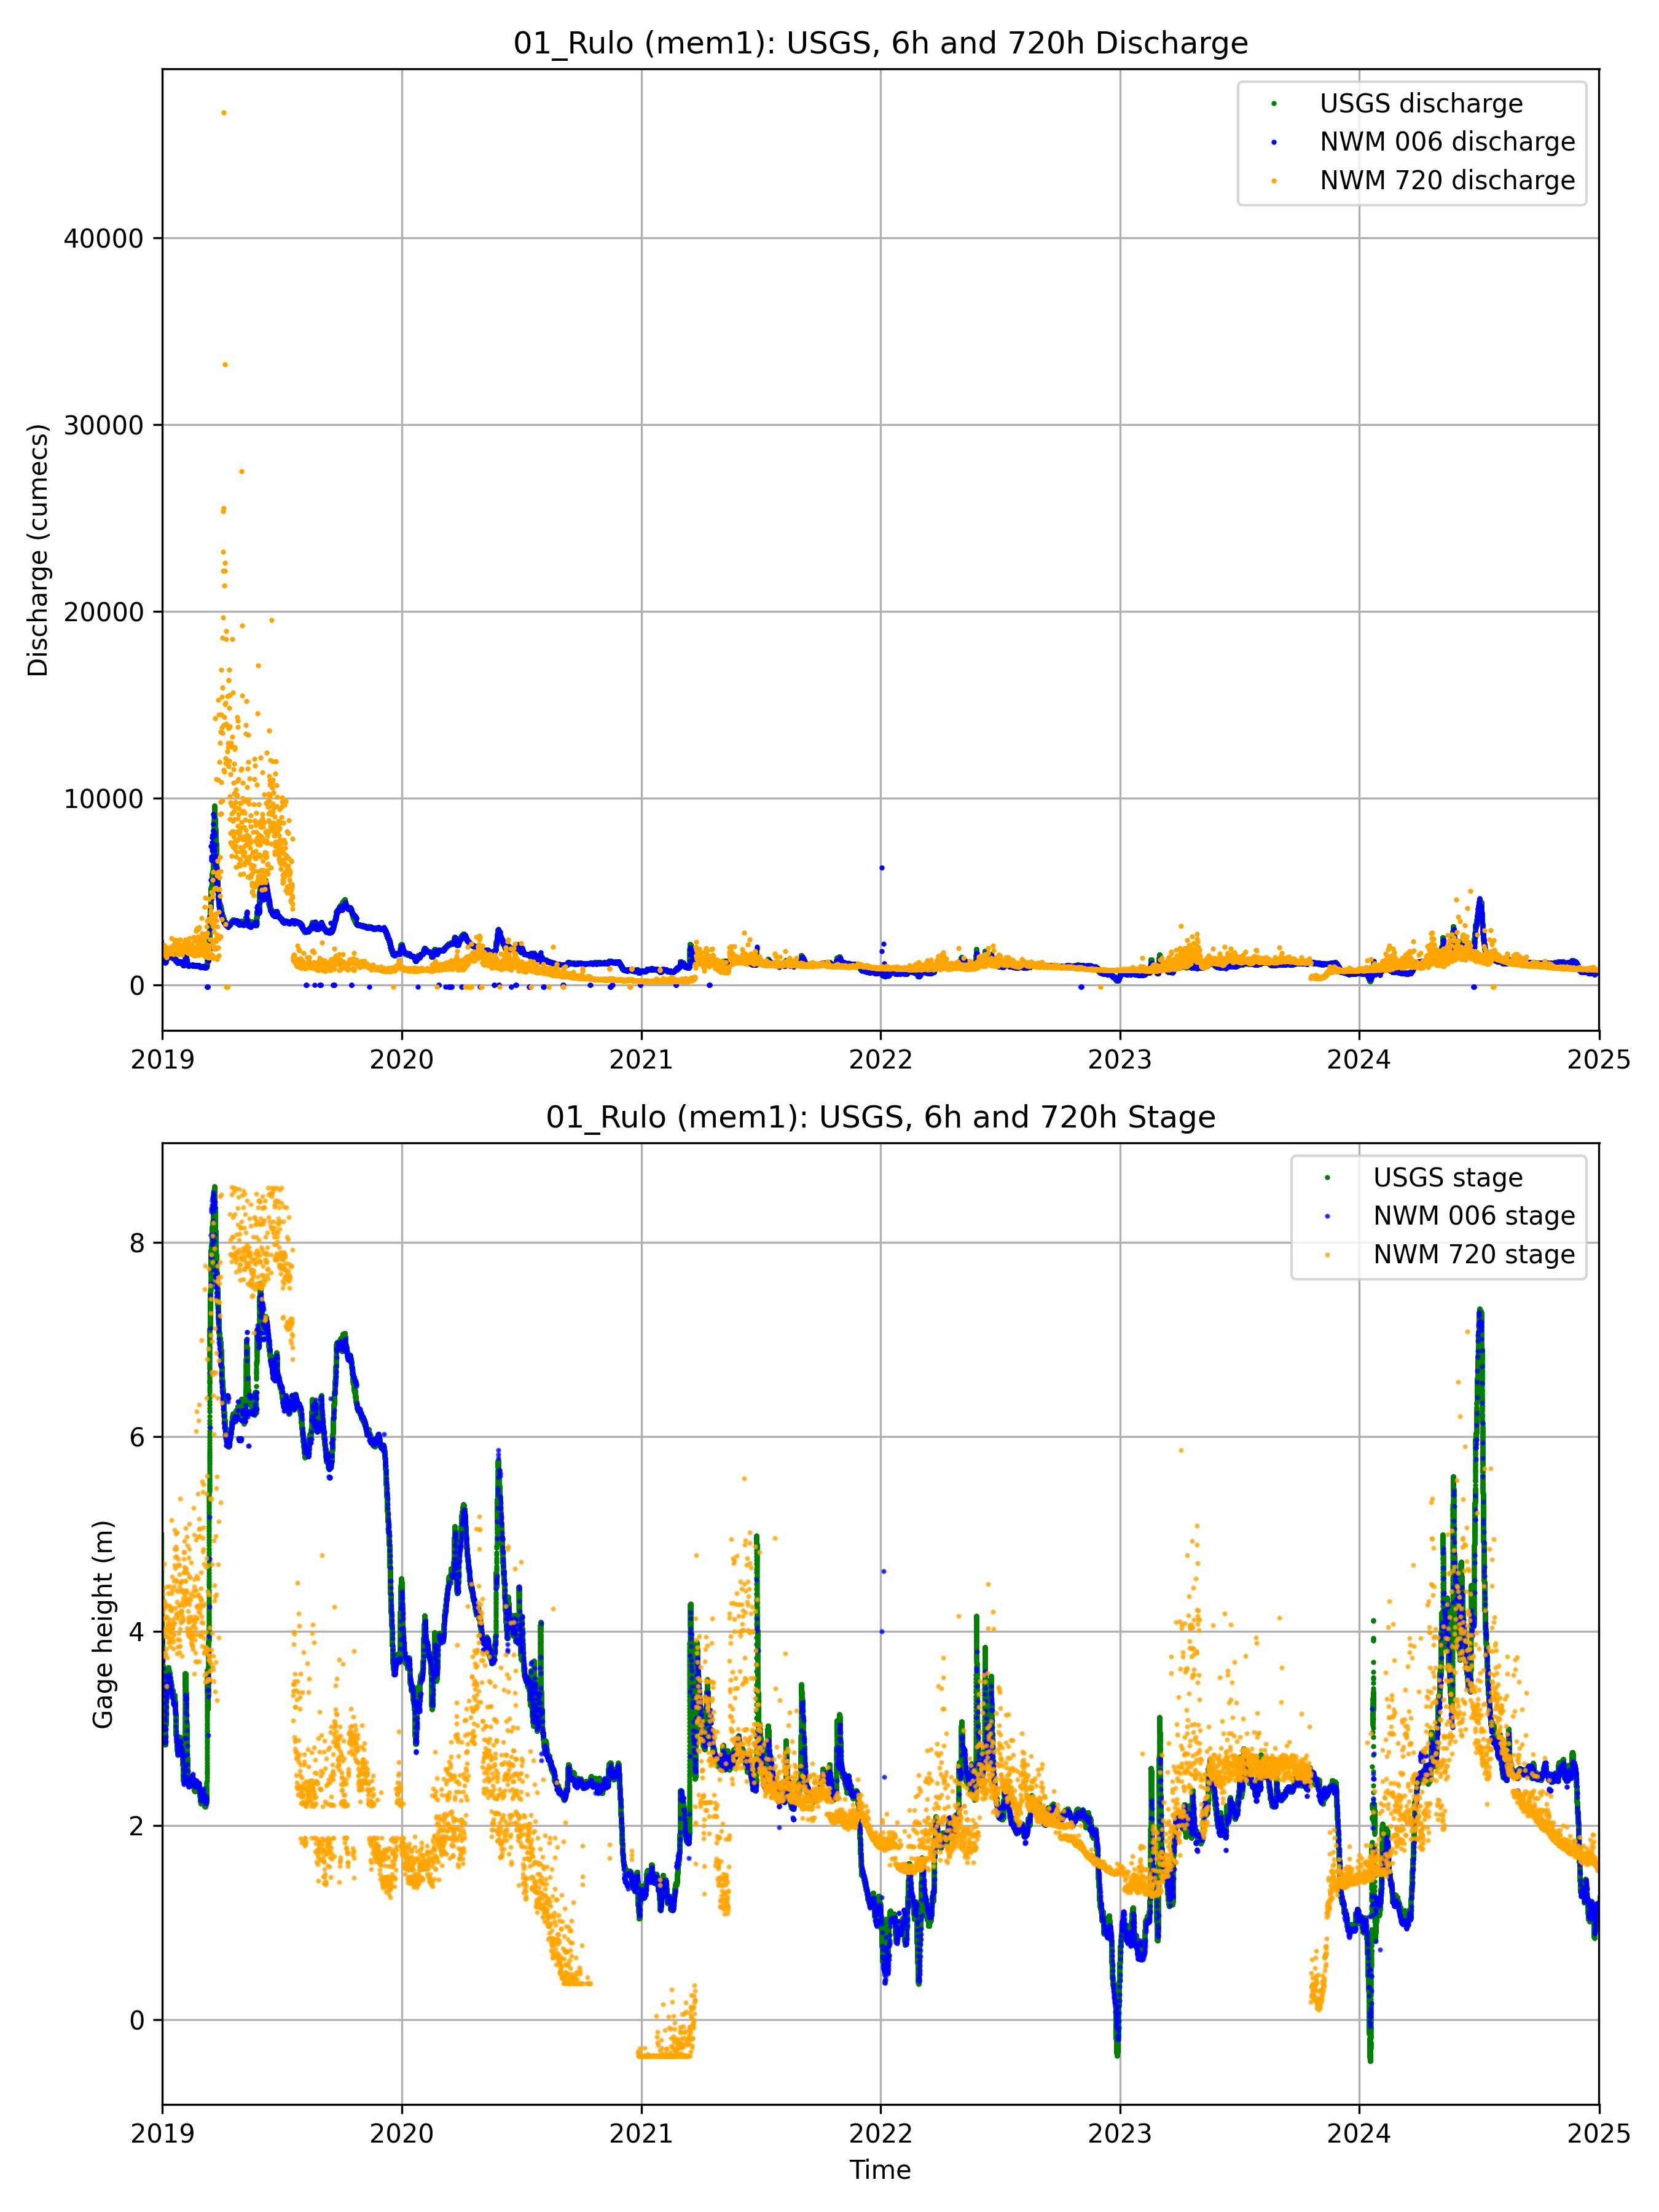 01_Rulo (mem1): USGS, 6h and 720h Discharge
USGS discharge
NWM 006 discharge
NWM 720 discharge
Discharge (cumecs)
40000
30000
20000
10000
0
2019 2020 2021 2022 2023 2024 2025
01_Rulo (mem1): USGS, 6h and 720h Stage
USGS stage
NWM 006 stage
NWM 720 stage
Gage height (m)
8
6
4
2
0
2019 2020 2021 2022 2023 2024 2025
Time